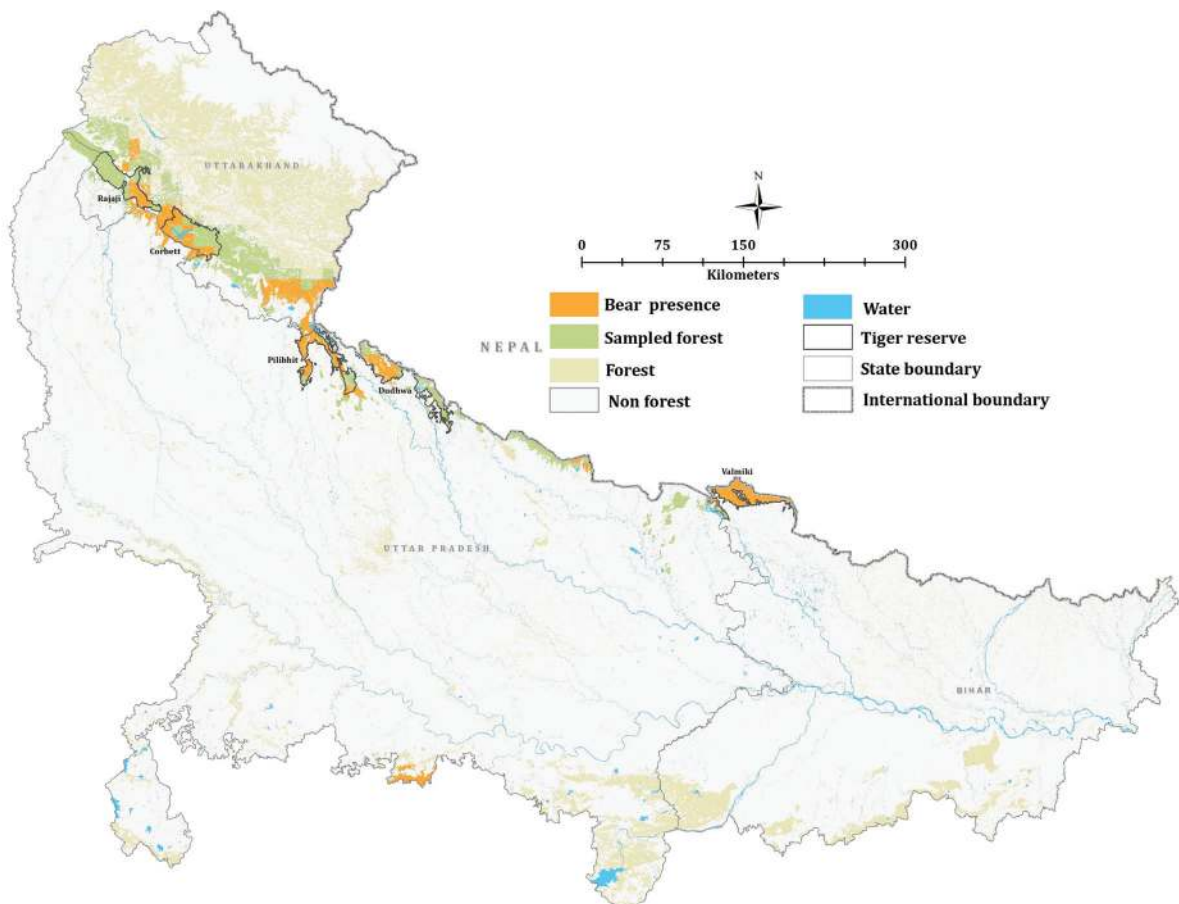 UTTARAKHAND
Rajaji
N
Corbett
0 75 150 300
Kilometers
Bear presence
Sampled forest
Forest
Non forest
Water
Tiger reserve
State boundary
International boundary
NEPAL
Pilibhit
Dudhwa
Valmiki
UTTAR PRADESH
BIHAR